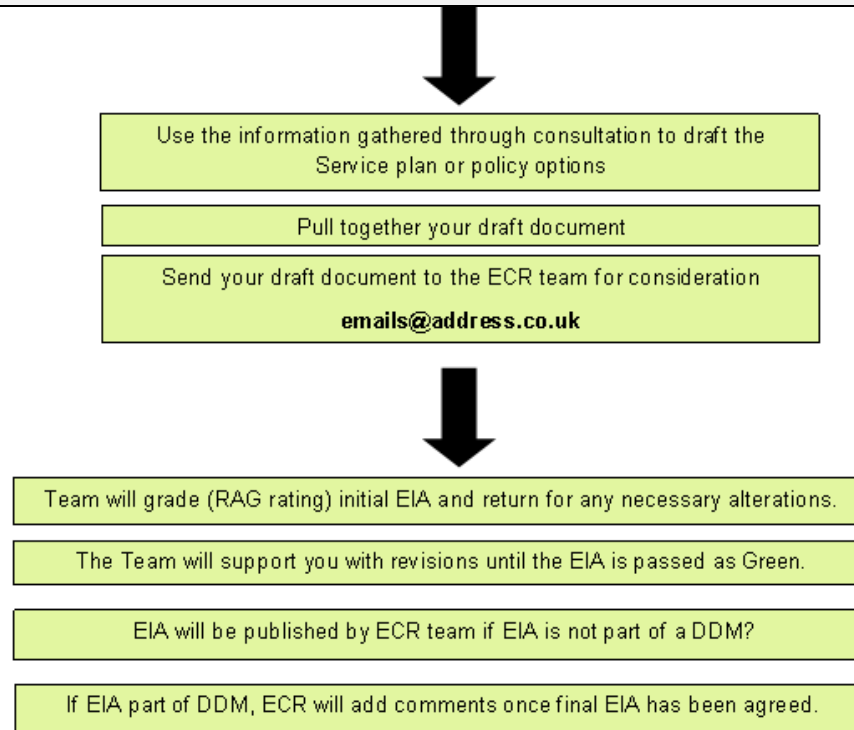 Use the information gathered through consultation to draft the
Service plan or policy options
Pull together your draft document
Send your draft document to the ECR team for consideration
emails@address.co.uk
Team will grade (RAG rating) initial EIA and return for any necessary alterations.
The Team will support you with revisions until the EIA is passed as Green.
EIA will be published by ECR team if EIA is not part of a DDM?
If EIA part of DDM, ECR will add comments once final EIA has been agreed.